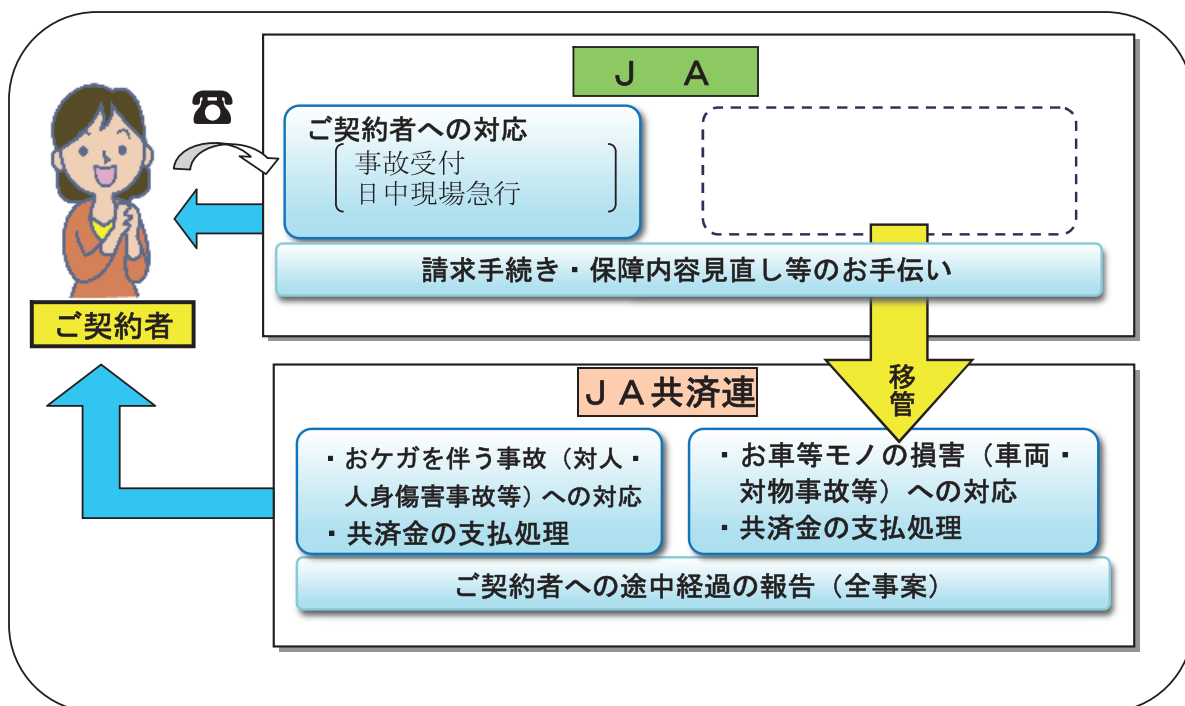 J A
ご契約者への対応
事故受付
日中現場急行
請求手続き・保障内容見直し等のお手伝い
ご契約者
移管
JA共済連
・おケガを伴う事故（対人・
人身傷害事故等）への対応
・共済金の支払処理
・お車等モノの損害（車両・
対物事故等）への対応
・共済金の支払処理
ご契約者への途中経過の報告（全事案）